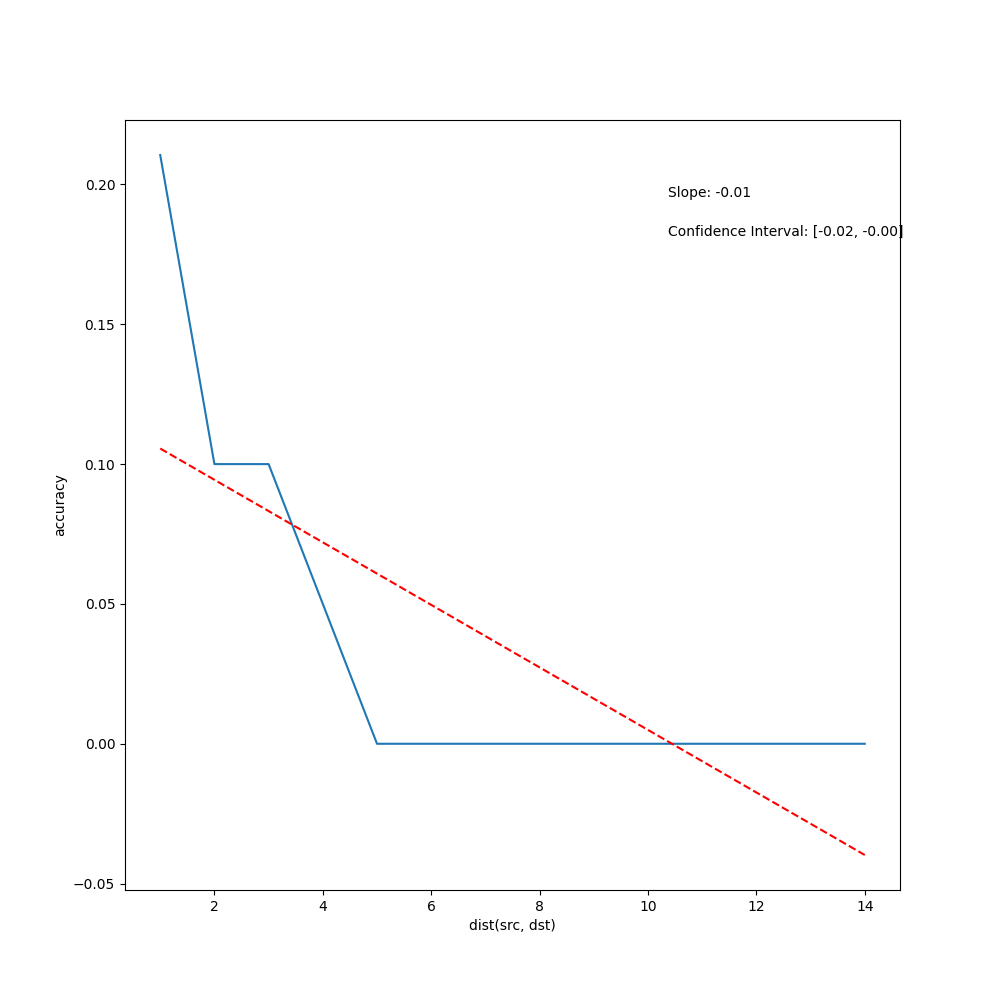 Slope: -0.01
Confidence Interval: [-0.02, -0.00]
0.20
0.15
0.10
0.05
0.00
−0.05
accuracy
2 4 6 8 10 12 14
dist(src, dst)